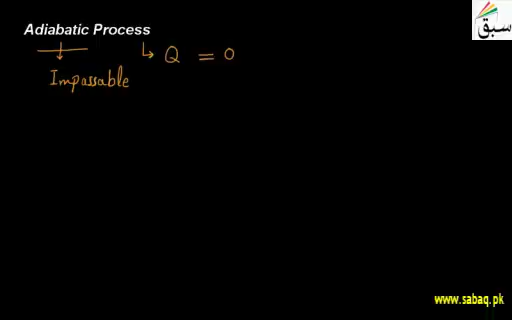 Adiabatic Process
Q = 0
Impassable
سبق
www.sabaq.pk